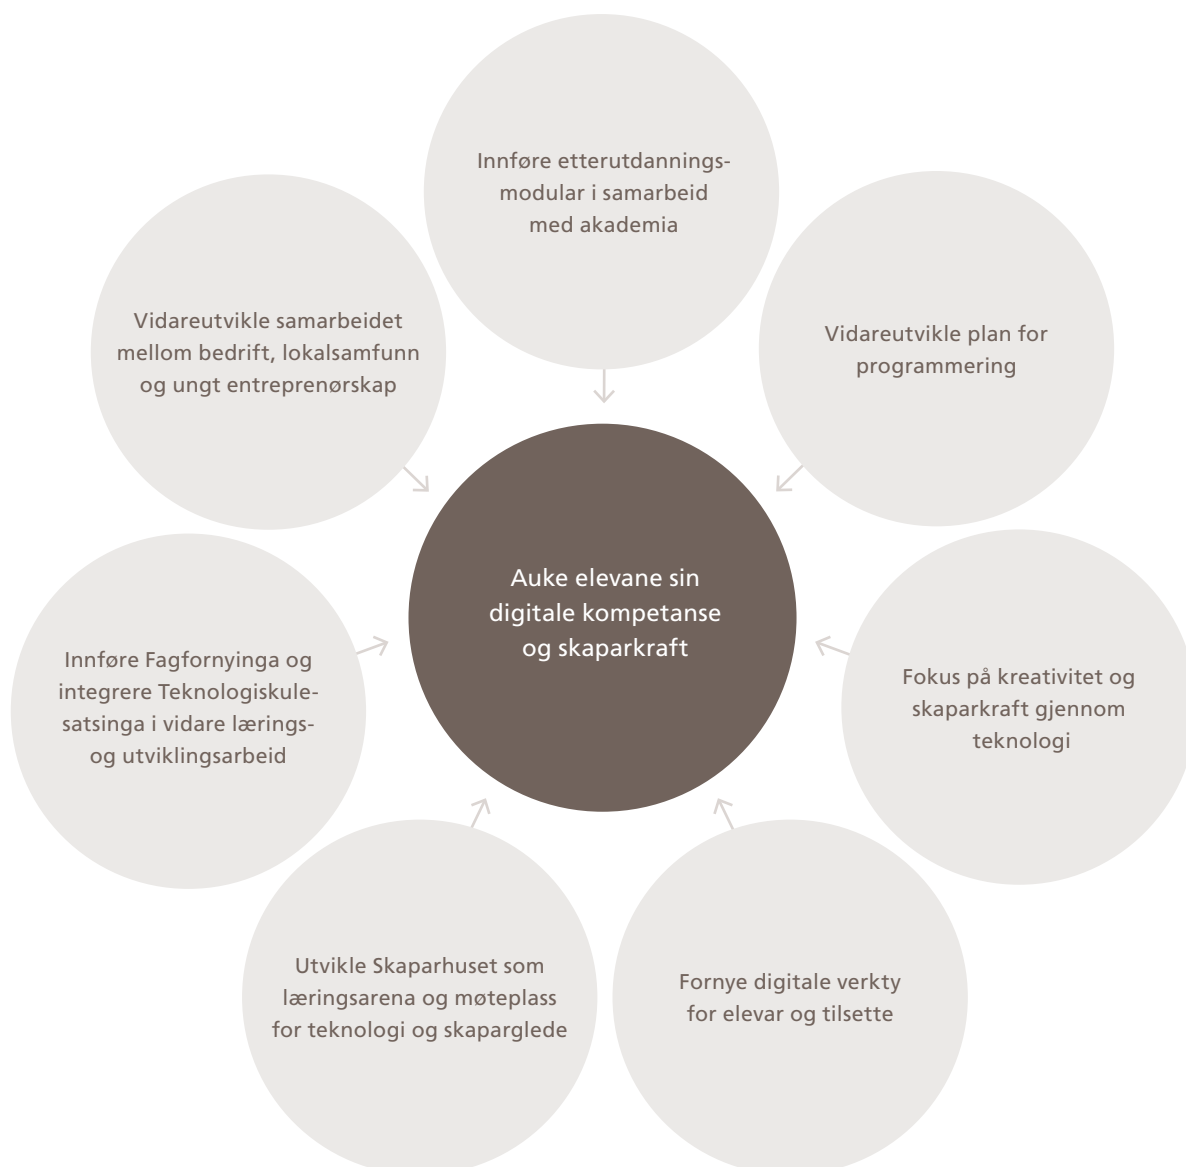 Innføre etterutdannings-
modular i samarbeid
med akademia
Vidareutvikle plan for
programmering
Fokus på kreativitet og
skaparkraft gjennom
teknologi
Fornye digitale verkty
for elevar og tilsette
Utvikle Skaparhuset som
læringsarena og møteplass
for teknologi og skaparglede
Innføre Fagfornyinga og
integrere Teknologiskule-
satsinga i vidare lærings-
og utviklingsarbeid
Vidareutvikle samarbeidet
mellom bedrift, lokalsamfunn
og ungt entreprenørskap
Auke elevane sin
digitale kompetanse
og skaparkraft